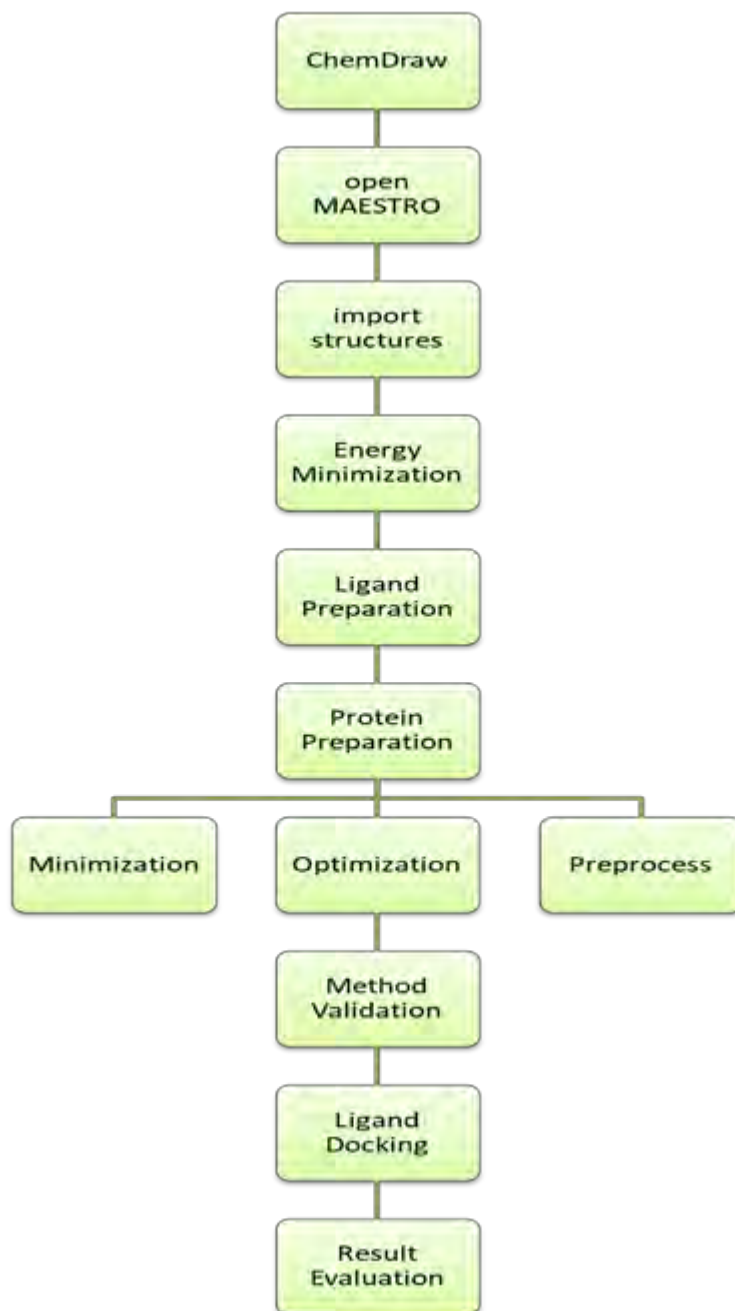 ChemDraw
open
MAESTRO
import
structures
Energy
Minimization
Ligand
Preparation
Protein
Preparation
Minimization
Optimization
Preprocess
Method
Validation
Ligand
Docking
Result
Evaluation